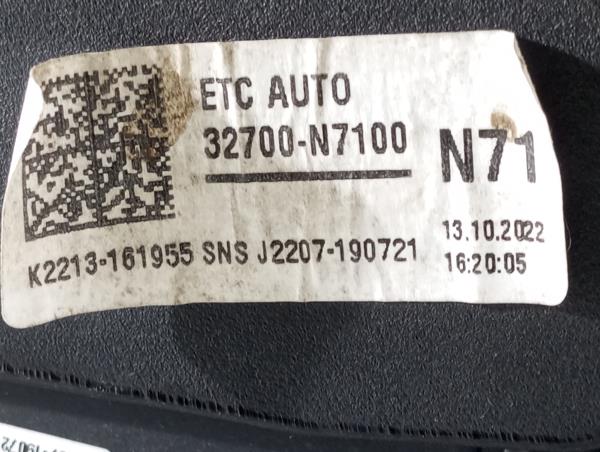 ETC AUTO
32700-N7100
N71
K2213-161955 SNS J2207-190721
13.10.2022
16:20:05